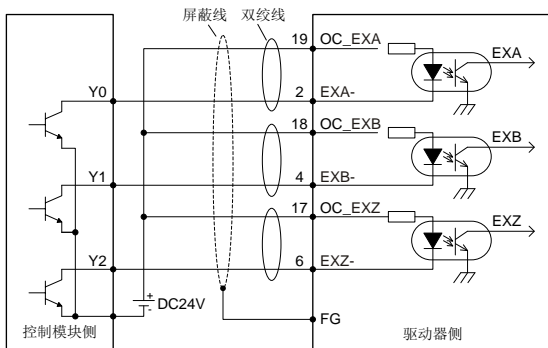 屏蔽线 双绞线
19 OC_EXA
EXA
Y0 2 EXA-
18 OC_EXB
EXB
Y1 4 EXB-
17 OC_EXZ
EXZ
Y2 6 EXZ-
+
- DC24V
FG
控制模块侧 驱动器侧